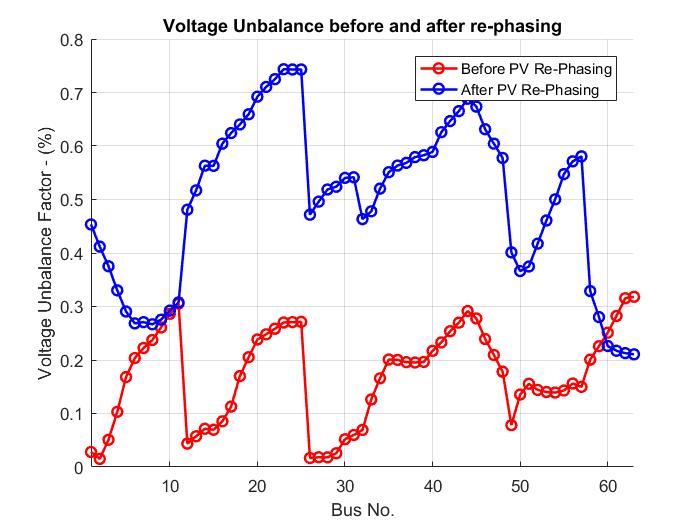 Voltage Unbalance before and after re-phasing
Before PV Re-Phasing
After PV Re-Phasing
Voltage Unbalance Factor - (%)
0.8
0.7
0.6
0.5
0.4
0.3
0.2
0.1
0
10 20 30 40 50 60
Bus No.